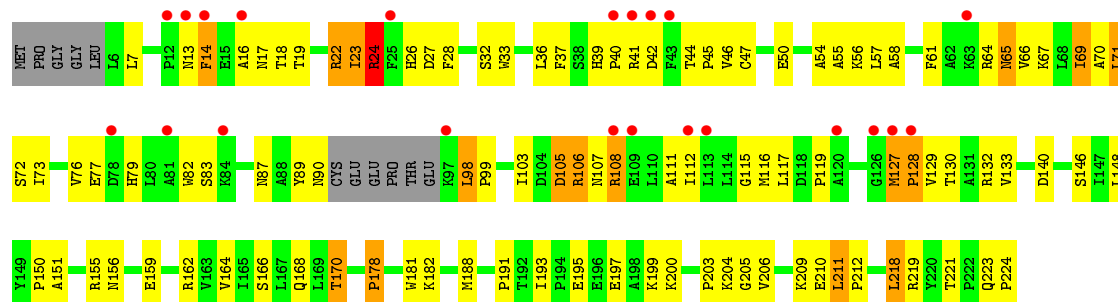 MET PRO GLY GLY LEU L6 L7 P12 N13 F14 E15 A16 N17 T18 T19 R22 I23 R24 F25 H26 D27 F28 S32 W33 L36 F37 S38 H39 P40 R41 D42 F43 T44 P45 V46 C47 E50 A54 A55 K56 L57 A58 F61 A62 K63 R64 N65 V66 K67 L68 I69 A70 L71
S72 I73 V76 E77 D78 H79 L80 A81 W82 S83 K84 N87 A88 Y89 N90 CYS GLU GLU PRO THR GLU K97 L98 P99 I103 D104 D105 R106 N107 R108 E109 L110 A111 I112 L113 L114 G115 M116 L117 D118 P119 A120 G126 M127 P128 V129 T130 A131 R132 V133 D140 S146 I147 L148
Y149 P150 A151 R155 N156 E159 R162 V163 V164 I165 S166 L167 Q168 L169 T170 P178 W181 K182 M188 P191 T192 I193 P194 E195 E196 E197 A198 K199 K200 P203 K204 G205 V206 K209 E210 L211 P212 L218 R219 Y220 T221 P222 Q223 P224